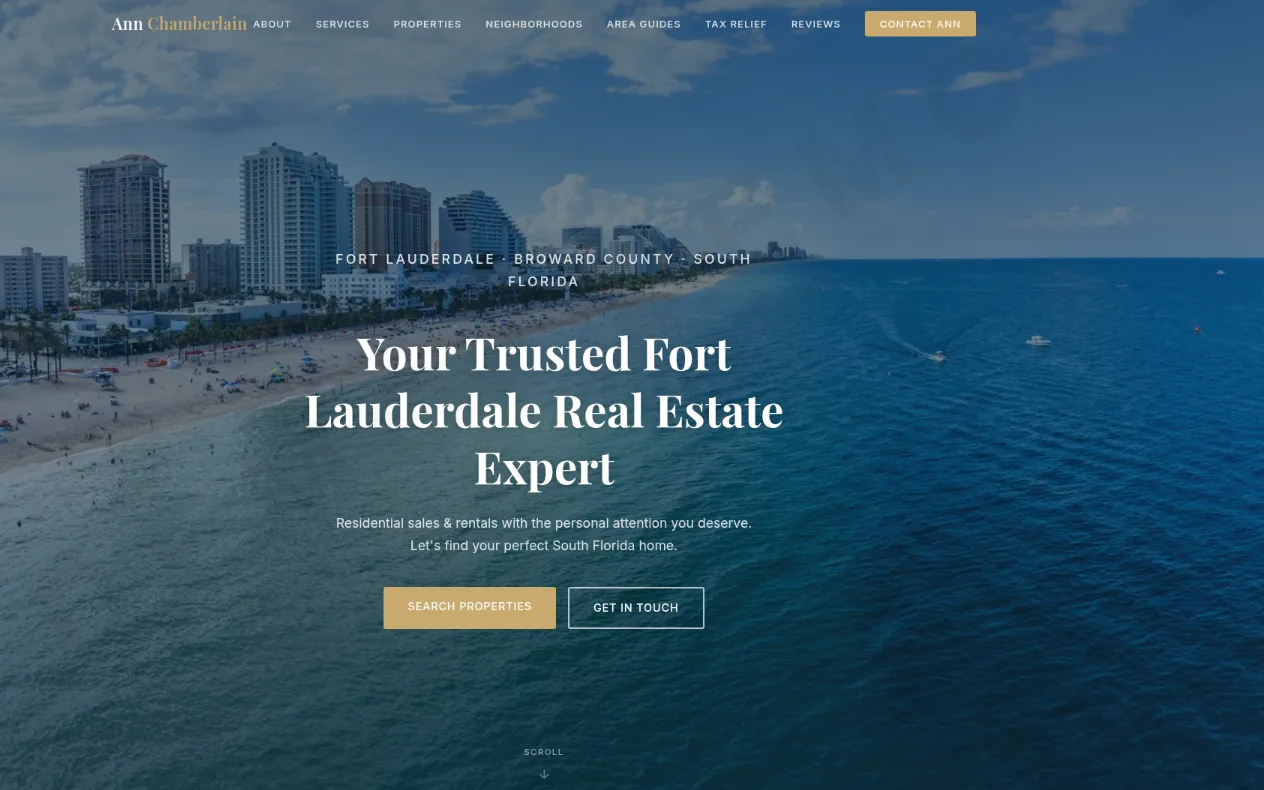 Ann Chamberlain ABOUT SERVICES PROPERTIES NEIGHBORHOODS AREA GUIDES TAX RELIEF REVIEWS CONTACT ANN
FORT LAUDERDALE · BROWARD COUNTY · SOUTH
FLORIDA
Your Trusted Fort
Lauderdale Real Estate
Expert
Residential sales & rentals with the personal attention you deserve.
Let's find your perfect South Florida home.
SEARCH PROPERTIES GET IN TOUCH
SCROLL